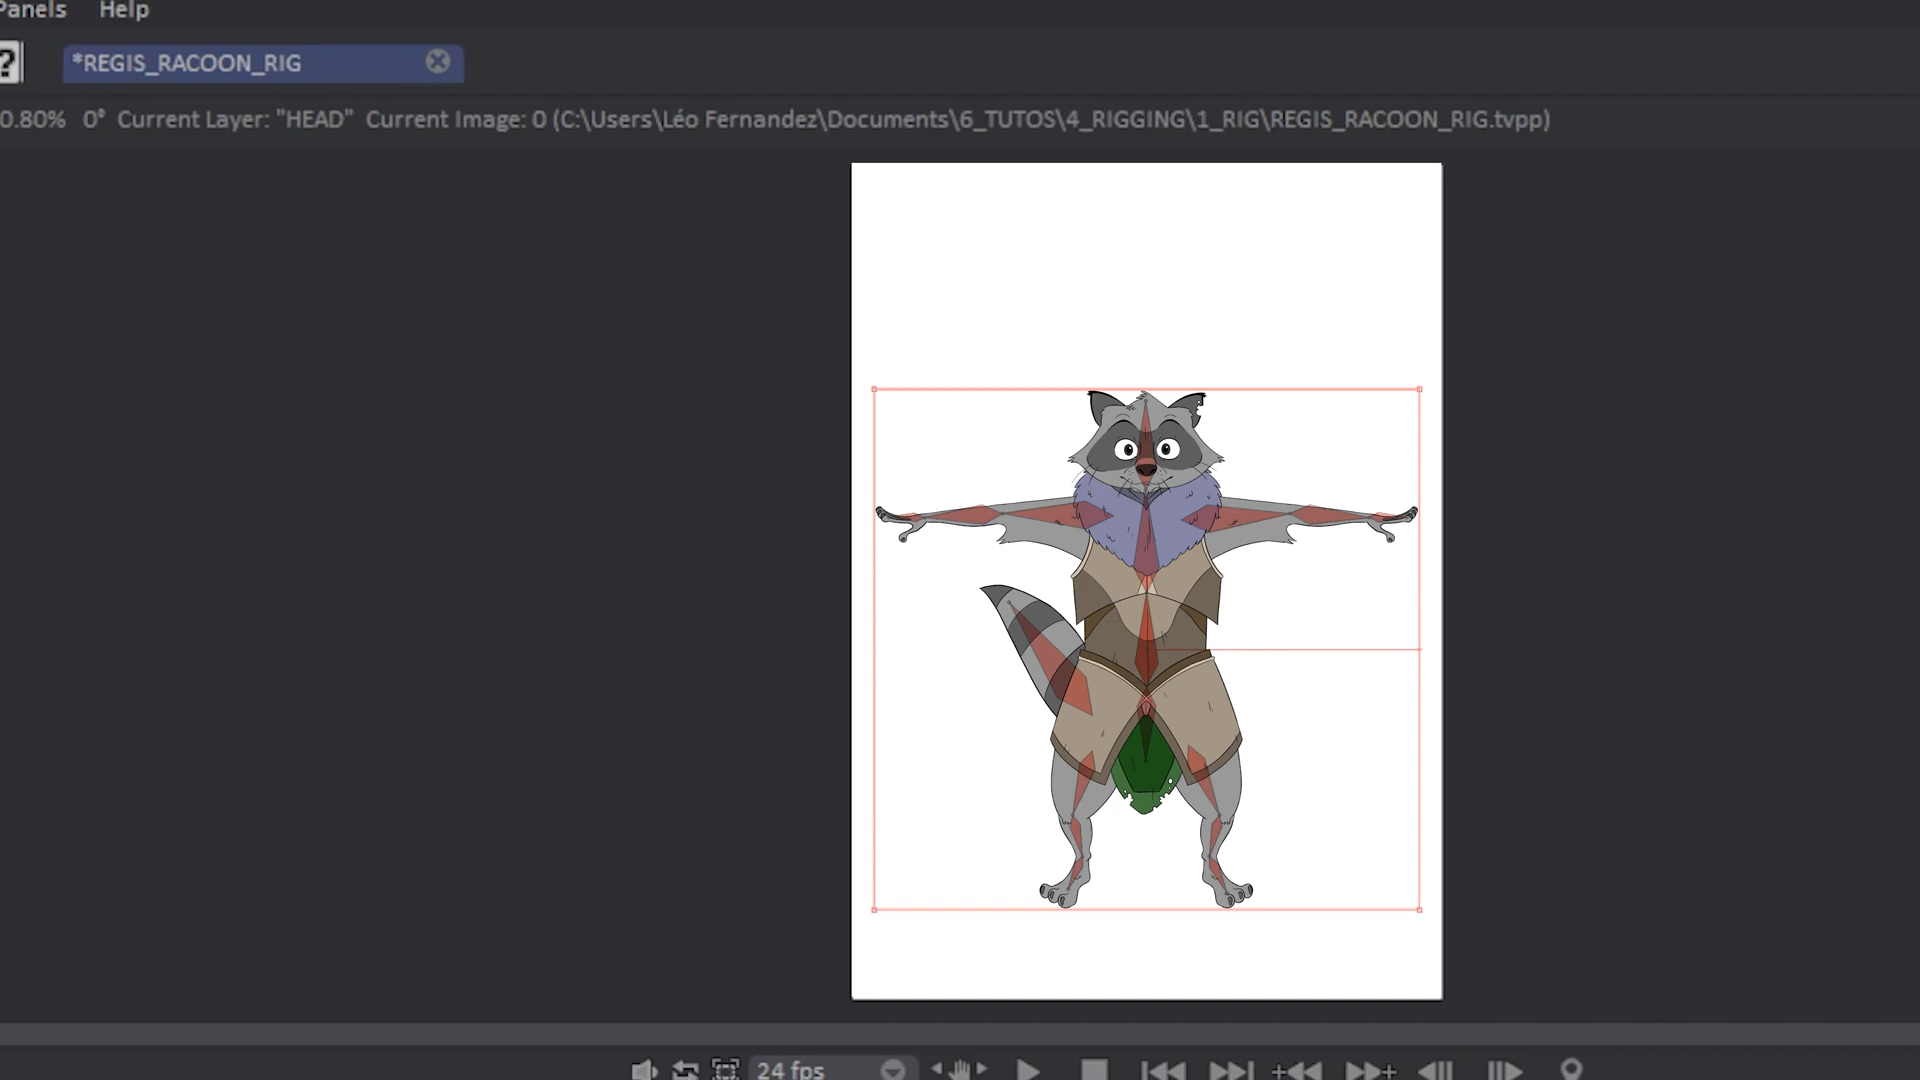 Panels Help
?
*REGIS_RACOON_RIG
0.80% 0° Current Layer: "HEAD" Current Image: 0 (C:\Users\Léo Fernandez\Documents\6_TUTOS\4_RIGGING\1_RIG\REGIS_RACOON_RIG.tvpp)
24 fps